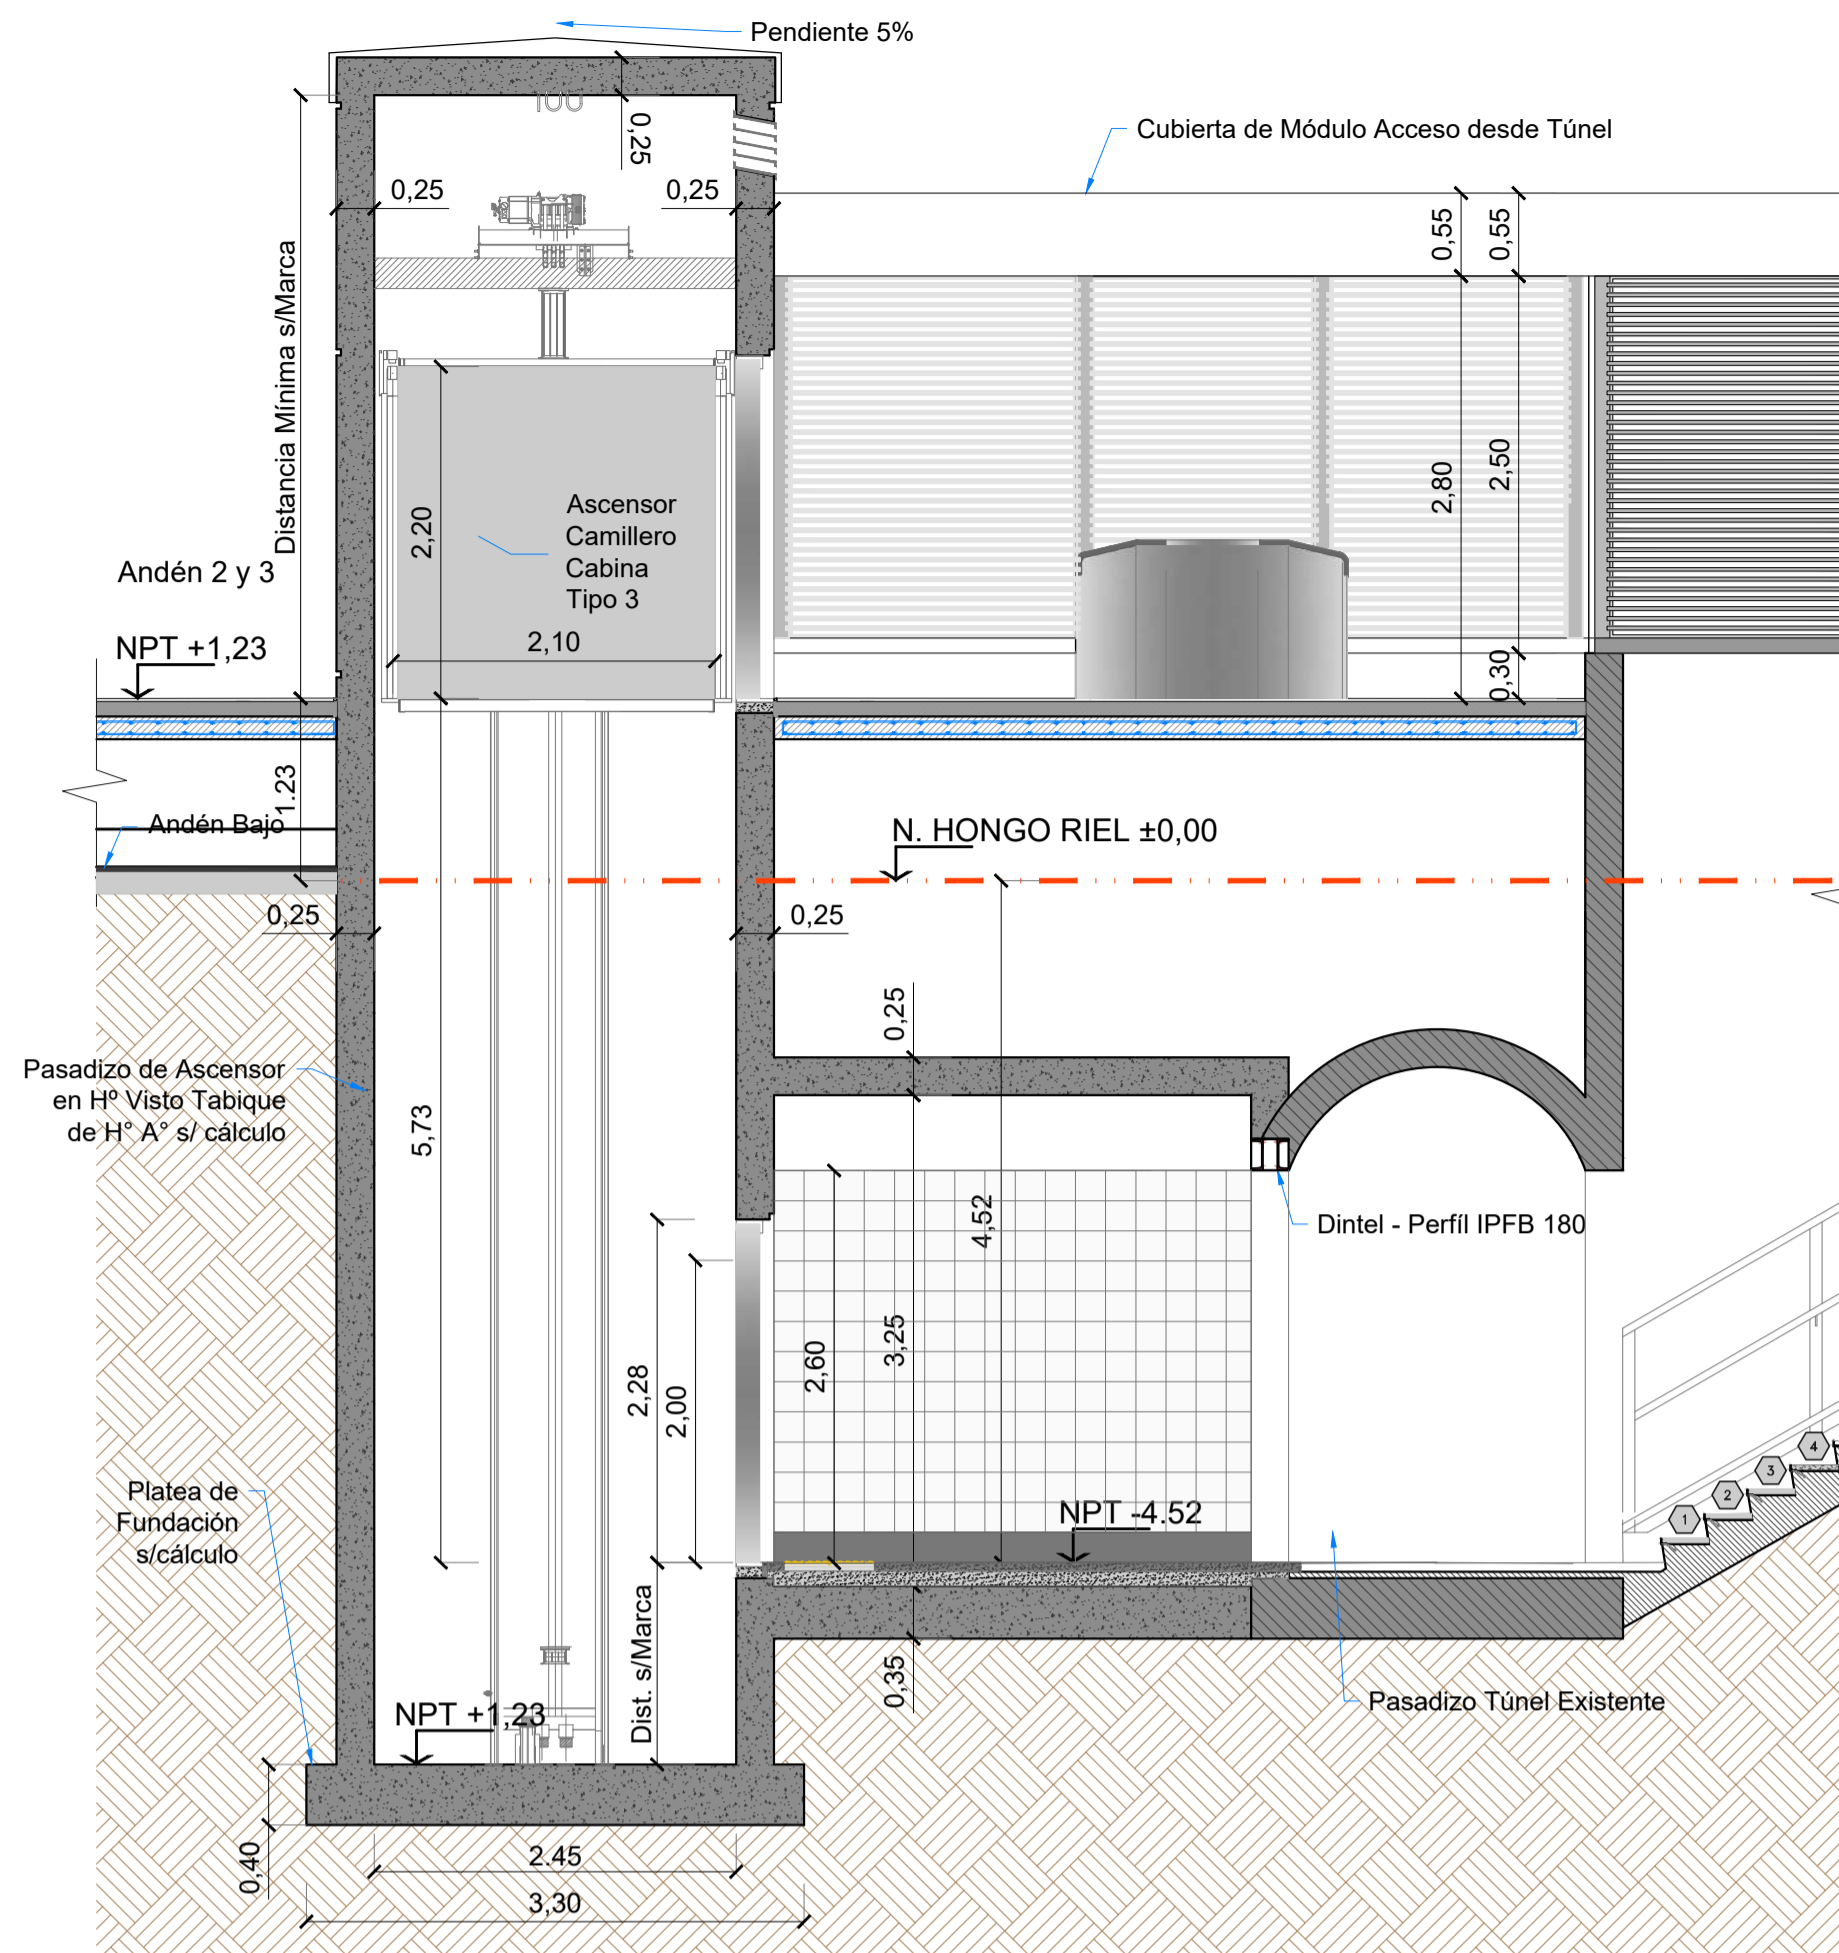 Pendiente 5%
0,25
Cubierta de Módulo Acceso desde Túnel
0,25
0,25
0,55
0,55
Distancia Mínima s/Marca
2,20
Ascensor
Camillero
Cabina
Tipo 3
2,80
2,50
Andén 2 y 3
2,10
NPT +1,23
0,30
1.23
Andén Bajo
N. HONGO RIEL ±0,00
0,25
0,25
0,25
Pasadizo de Ascensor
en Hº Visto Tabique
de H° A° s/ cálculo
5,73
4,52
Dintel - Perfíl IPFB 180
3,25
2,60
2,28
2,00
4
3
2
1
Platea de
Fundación
s/cálculo
NPT -4.52
Dist. s/Marca
0,35
Pasadizo Túnel Existente
NPT +1,23
0,40
2.45
3,30